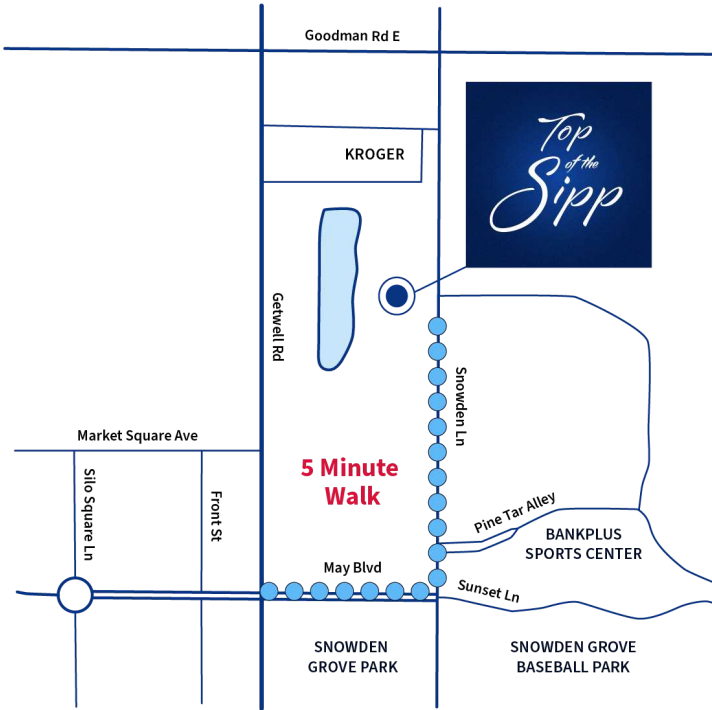 Goodman Rd E
KROGER
Top
of the
Sipp
Getwell Rd
Snowden Ln
Market Square Ave
5 Minute
Walk
Silo Square Ln
Front St
Pine Tar Alley
BANKPLUS
SPORTS CENTER
May Blvd
Sunset Ln
SNOWDEN
GROVE PARK
SNOWDEN GROVE
BASEBALL PARK